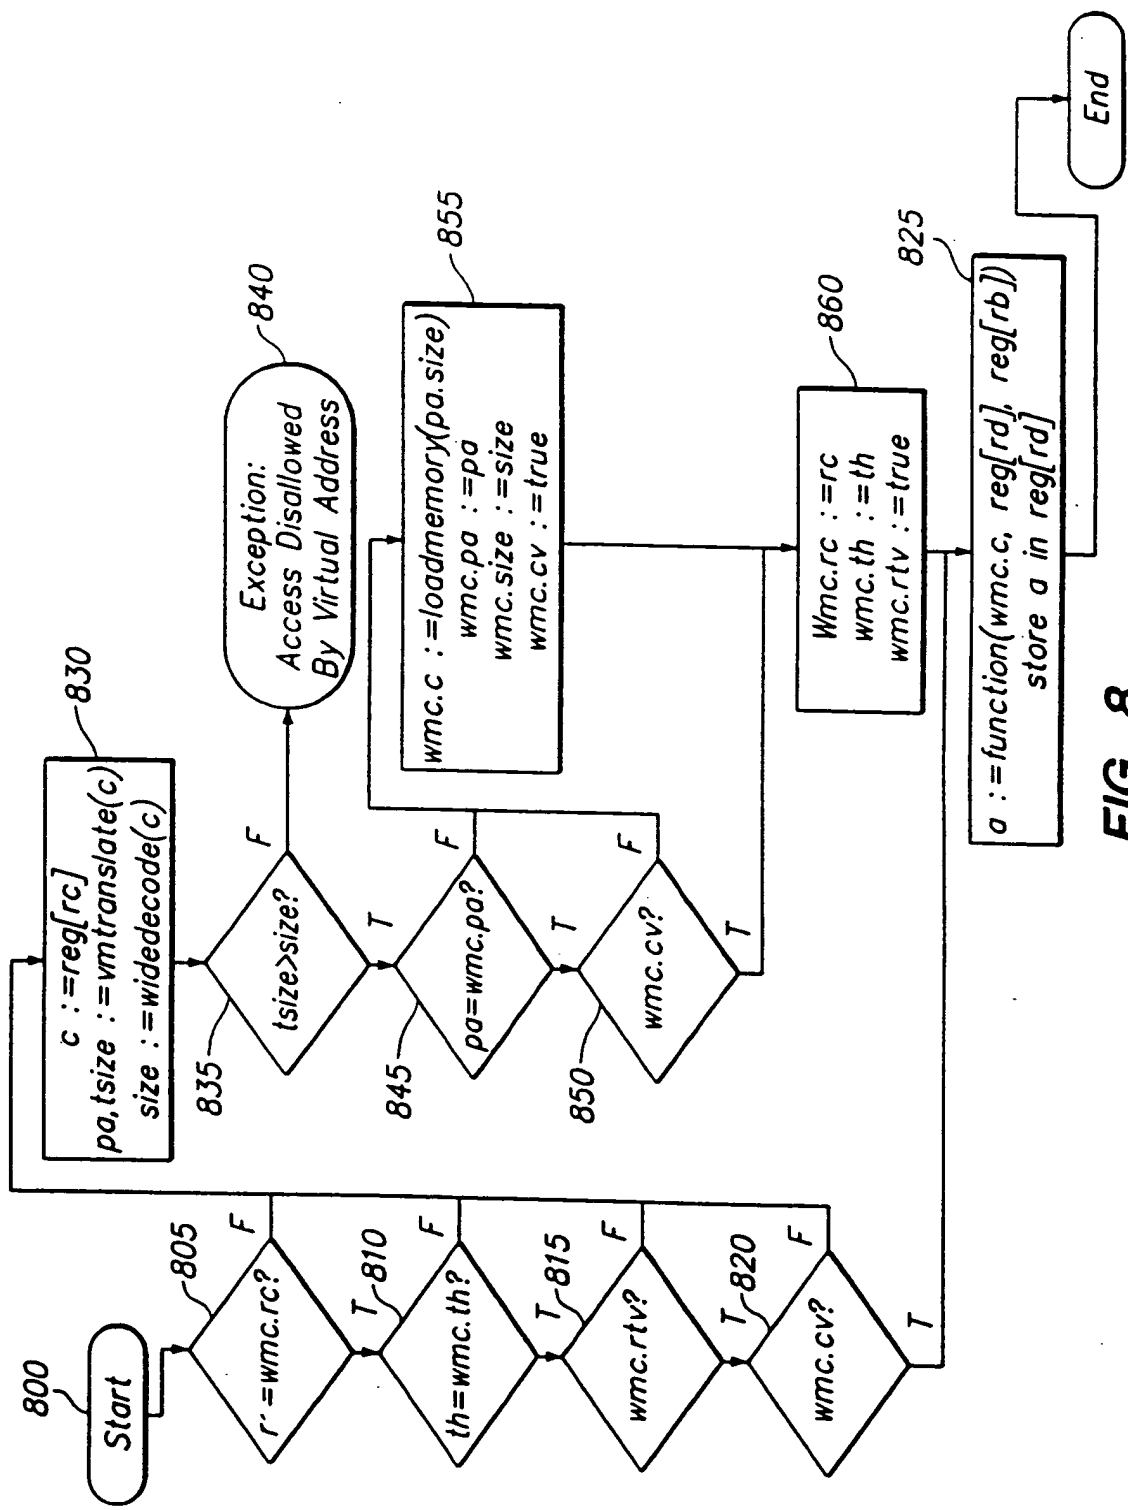 800
Start
805
r'=wmc.rc?
F
T
810
th=wmc.th?
F
T
815
wmc.rtv?
F
T
820
wmc.cv?
F
T
830
c :=reg[rc]
pa,tsize :=vmtranslate(c)
size :=widedecode(c)
835
tsize>size?
F
T
840
Exception:
Access Disallowed
By Virtual Address
845
pa=wmc.pa?
F
T
850
wmc.cv?
F
T
855
wmc.c :=loadmemory(pa.size)
wmc.pa :=pa
wmc.size :=size
wmc.cv :=true
860
Wmc.rc :=rc
wmc.th :=th
wmc.rtv :=true
825
a :=function(wmc.c, reg[rd], reg[rb])
store a in reg[rd]
End
FIG. 8